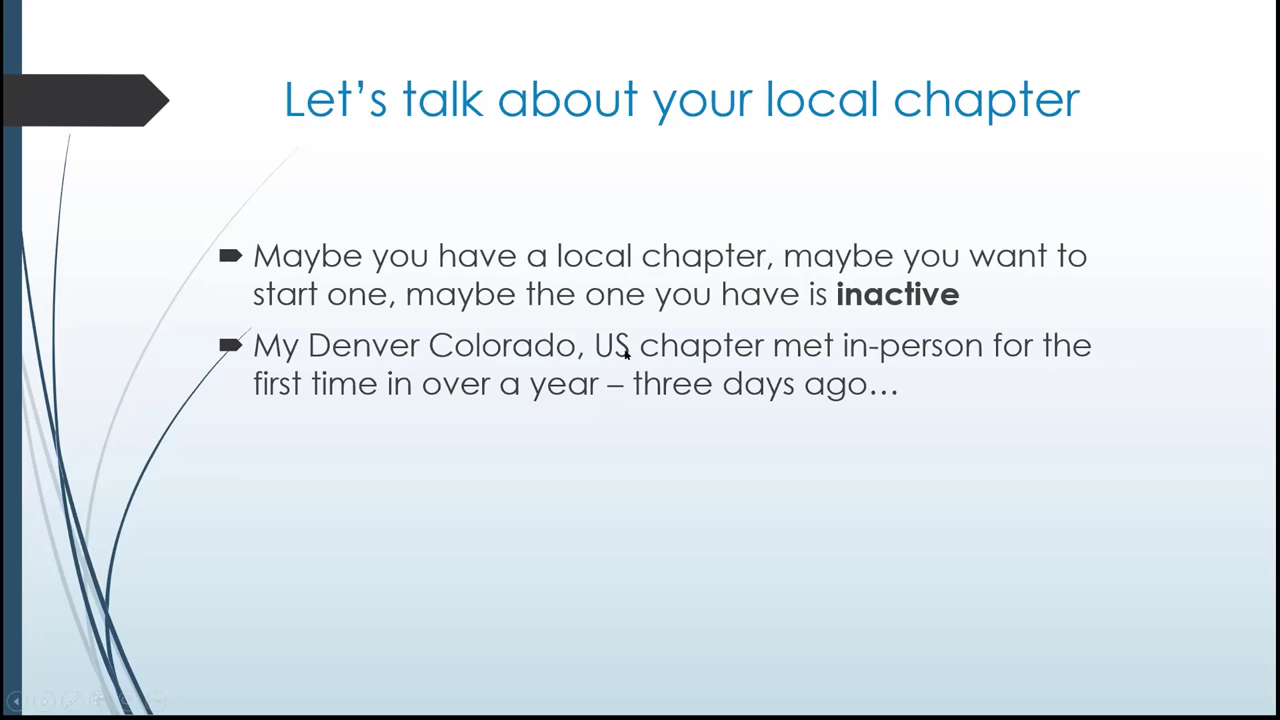 Let’s talk about your local chapter
Maybe you have a local chapter, maybe you want to
start one, maybe the one you have is inactive
My Denver Colorado, US chapter met in-person for the
first time in over a year – three days ago…